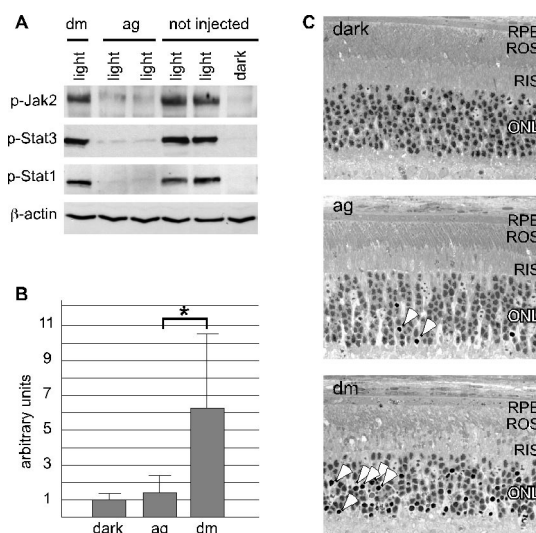 A
dm
ag
not injected
light
light
light
light
light
dark
p-Jak2
p-Stat3
p-Stat1
β-actin
B
11
9
7
5
3
1
arbitrary units
*
dark
ag
dm
C
dark
RPE
ROS
RIS
ONL
ag
RPE
ROS
RIS
ONL
dm
RPE
ROS
RIS
ONL